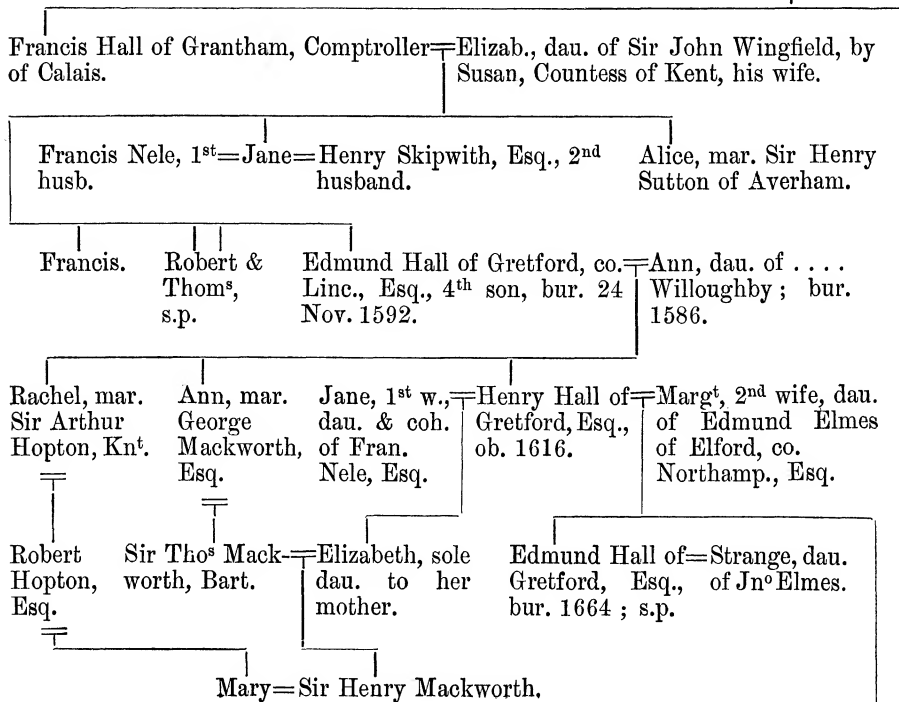 Francis Hall of Grantham, Comptroller=Elizab., dau. of Sir John Wingfield, by
of Calais.
Susan, Countess of Kent, his wife.
Francis Nele, 1st=Jane=Henry Skipwith, Esq., 2nd
husb.
husband.
Alice, mar. Sir Henry
Sutton of Averham.
Francis.
Robert &
Thoms,
s.p.
Edmund Hall of Gretford, co.=Ann, dau. of . . . .
Linc., Esq., 4th son, bur. 24
Nov. 1592.
Willoughby ; bur.
1586.
Rachel, mar.
Sir Arthur
Hopton, Knt.
Ann, mar.
George
Mackworth,
Esq.
Jane, 1st w.,=Henry Hall of=Margt, 2nd wife, dau.
dau. & coh.
of Fran.
Nele, Esq.
Gretford, Esq.,
ob. 1616.
of Edmund Elmes
of Elford, co.
Northamp., Esq.
Robert
Hopton,
Esq.
Sir Thos Mack-=Elizabeth, sole
worth, Bart.
dau. to her
mother.
Edmund Hall of=Strange, dau.
Gretford, Esq.,
bur. 1664 ; s.p.
of Jno Elmes.
Mary=Sir Henry Mackworth.